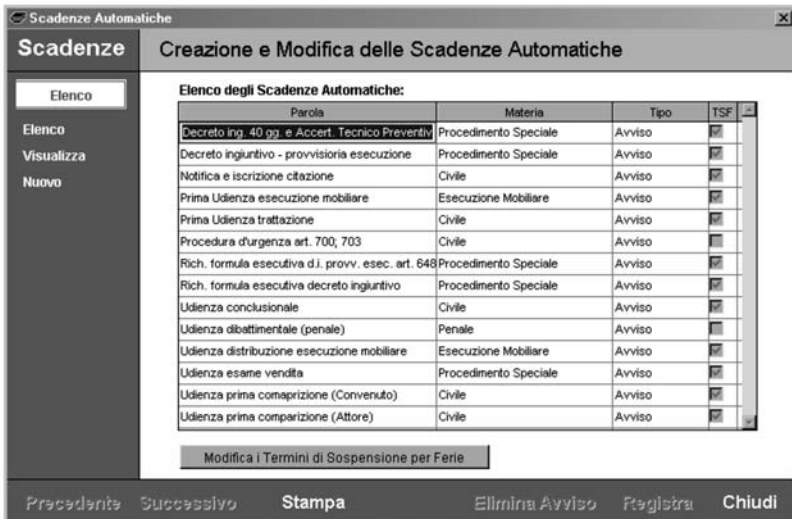 Scadenze Automatiche
Scadenze
Creazione e Modifica delle Scadenze Automatiche
Elenco
Elenco
Visualizza
Nuovo
Elenco degli Scadenze Automatiche:
Parola Materia Tipo TSF
Decreto ing. 40 gg. e Accert. Tecnico Preventiv Procedimento Speciale Avviso
Decreto ingiuntivo - provvisioria esecuzione Procedimento Speciale Avviso
Notifica e iscrizione citazione Civile Avviso
Prima Udienza esecuzione mobiliare Esecuzione Mobiliare Avviso
Prima Udienza trattazione Civile Avviso
Procedura d'urgenza art. 700; 703 Civile Avviso
Rich. formula esecutiva d.i. provv. esec. art. 648 Procedimento Speciale Avviso
Rich. formula esecutiva decreto ingiuntivo Procedimento Speciale Avviso
Udienza conclusionale Civile Avviso
Udienza dibattimentale (penale) Penale Avviso
Udienza distribuzione esecuzione mobiliare Esecuzione Mobiliare Avviso
Udienza esame vendita Procedimento Speciale Avviso
Udienza prima comaprizione (Convenuto) Civile Avviso
Udienza prima comparizione (Attore) Civile Avviso
Modifica i Termini di Sospensione per Ferie
Precedente Successivo Stampa Elimina Avviso Registra Chiudi